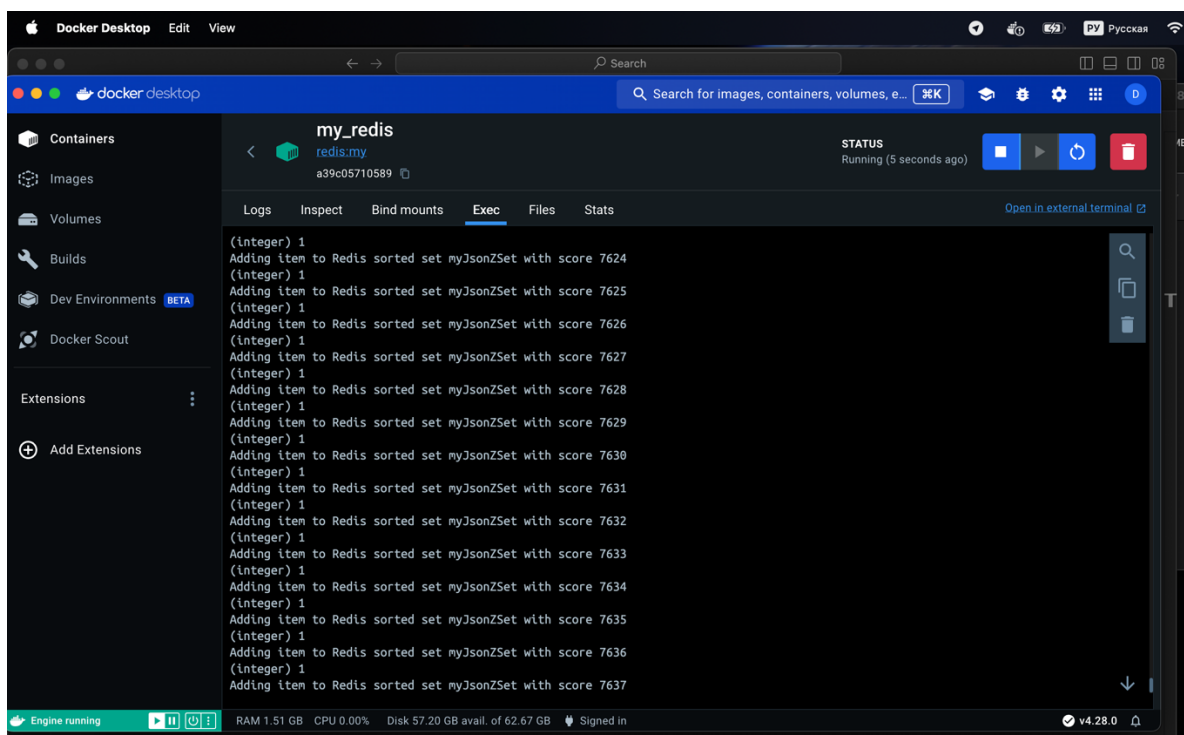 Docker Desktop Edit View
РУ Русская
Search
docker desktop
Search for images, containers, volumes, e... ⌘K
D
Containers
Images
Volumes
Builds
Dev Environments BETA
Docker Scout
Extensions
Add Extensions
my_redis
redis:my
a39c05710589
STATUS
Running (5 seconds ago)
Logs Inspect Bind mounts Exec Files Stats
Open in external terminal
(integer) 1
Adding item to Redis sorted set myJsonZSet with score 7624
(integer) 1
Adding item to Redis sorted set myJsonZSet with score 7625
(integer) 1
Adding item to Redis sorted set myJsonZSet with score 7626
(integer) 1
Adding item to Redis sorted set myJsonZSet with score 7627
(integer) 1
Adding item to Redis sorted set myJsonZSet with score 7628
(integer) 1
Adding item to Redis sorted set myJsonZSet with score 7629
(integer) 1
Adding item to Redis sorted set myJsonZSet with score 7630
(integer) 1
Adding item to Redis sorted set myJsonZSet with score 7631
(integer) 1
Adding item to Redis sorted set myJsonZSet with score 7632
(integer) 1
Adding item to Redis sorted set myJsonZSet with score 7633
(integer) 1
Adding item to Redis sorted set myJsonZSet with score 7634
(integer) 1
Adding item to Redis sorted set myJsonZSet with score 7635
(integer) 1
Adding item to Redis sorted set myJsonZSet with score 7636
(integer) 1
Adding item to Redis sorted set myJsonZSet with score 7637
Engine running
RAM 1.51 GB CPU 0.00% Disk 57.20 GB avail. of 62.67 GB Signed in
v4.28.0